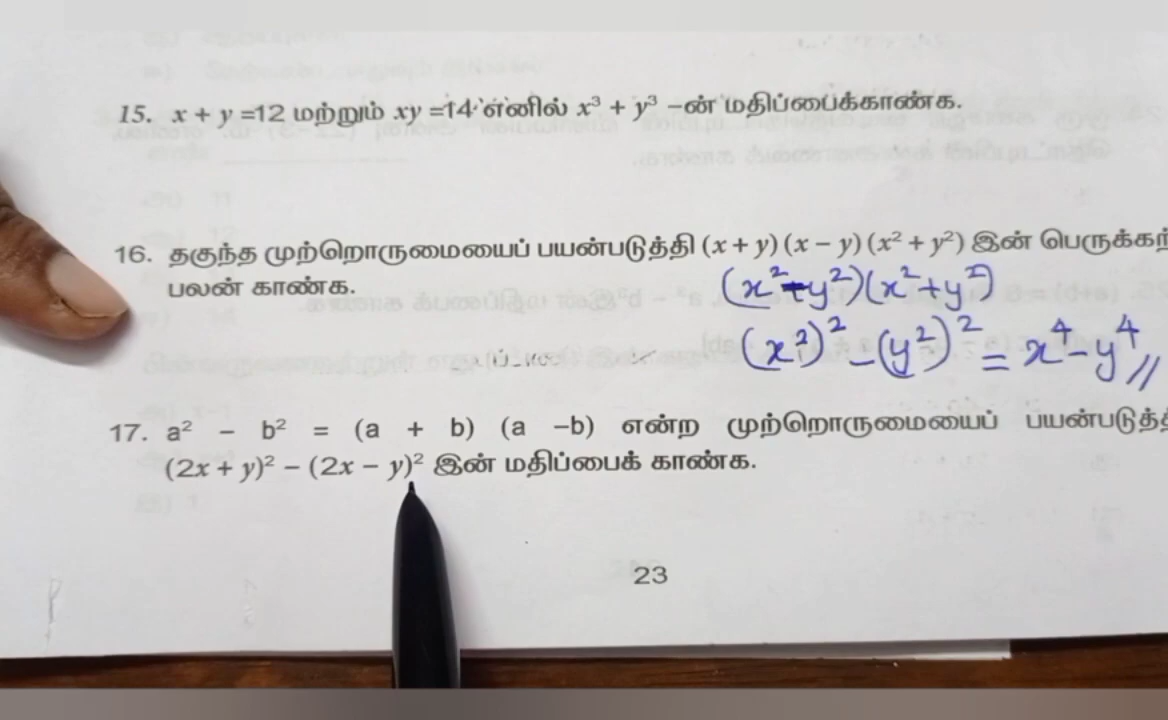 15. x + y =12 மற்றும் xy =14 எனில் x³ + y³ –ன் மதிப்பைக்காண்க.
16. தகுந்த முற்றொருமையைப் பயன்படுத்தி (x + y) (x – y) (x² + y²) இன் பெருக்கற்
பலன் காண்க.
(x²-y²)(x²+y²)
(x²)² - (y²)² = x⁴ - y⁴ //
17. a² – b² = (a + b) (a –b) என்ற முற்றொருமையைப் பயன்படுத்தி
(2x + y)² – (2x – y)² இன் மதிப்பைக் காண்க.
23